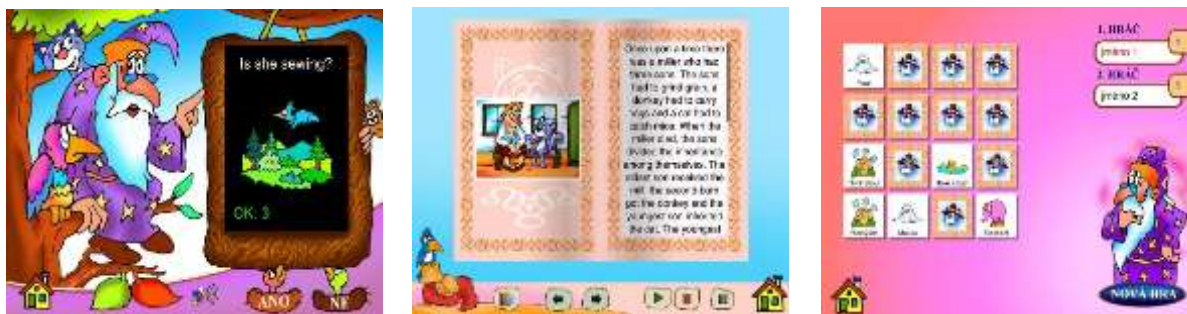 Is she sewing?
OK: 3
ANO
NE
Once upon a time there
was a miller who had
three sons. The sons
had to grind grain, a
donkey had to carry
bags and a cat had to
catch mice. When the
miller died, the sons
divided the inheritance
among themselves. The
oldest son received the
mill, the second-born
got the donkey and the
youngest son inherited
the cat. The youngest
1. HRÁČ
jméno 1
2. HRÁČ
jméno 2
NOVÁ HRA